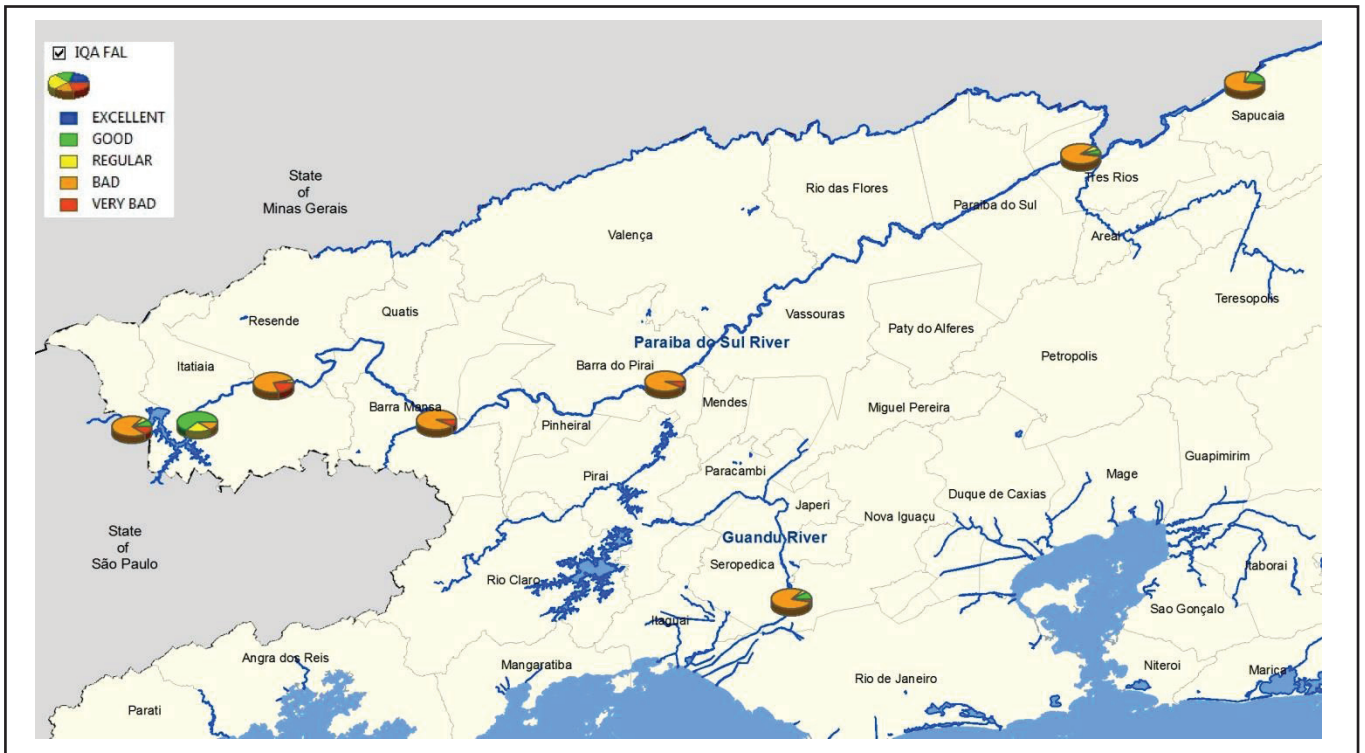 IQA FAL
EXCELLENT
GOOD
REGULAR
BAD
VERY BAD
State
of
Minas Gerais
Sapucaia
Tres Rios
Rio das Flores
Paraiba do Sul
Valença
Areal
Teresopolis
Quatis
Resende
Vassouras
Paty do Alferes
Paraiba do Sul River
Petropolis
Itatiaia
Barra do Pirai
Mendes
Miguel Pereira
Barra Mansa
Pinheiral
Guapimirim
Pirai
Paracambi
Mage
Duque de Caxias
Japeri
Nova Iguaçu
State
of
São Paulo
Guandu River
Seropedica
Rio Claro
Itaborai
Sao Gonçalo
Itaguai
Angra dos Reis
Mangaratiba
Niteroi
Marica
Rio de Janeiro
Parati